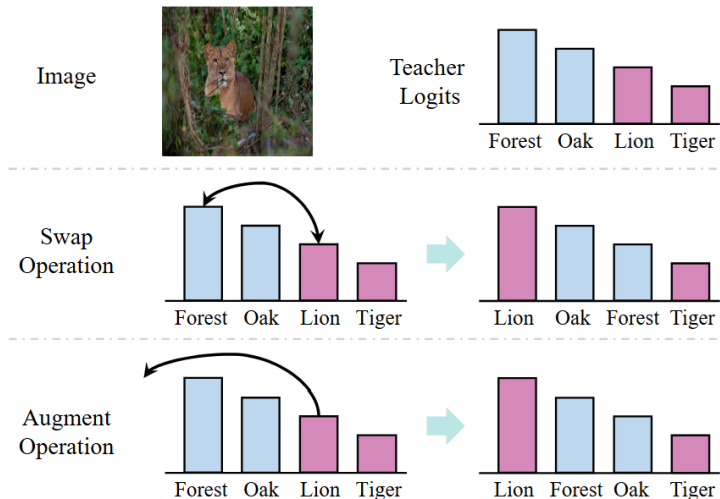 Image
Teacher
Logits
Forest Oak Lion Tiger
Swap
Operation
Forest Oak Lion Tiger
Lion Oak Forest Tiger
Augment
Operation
Forest Oak Lion Tiger
Lion Forest Oak Tiger